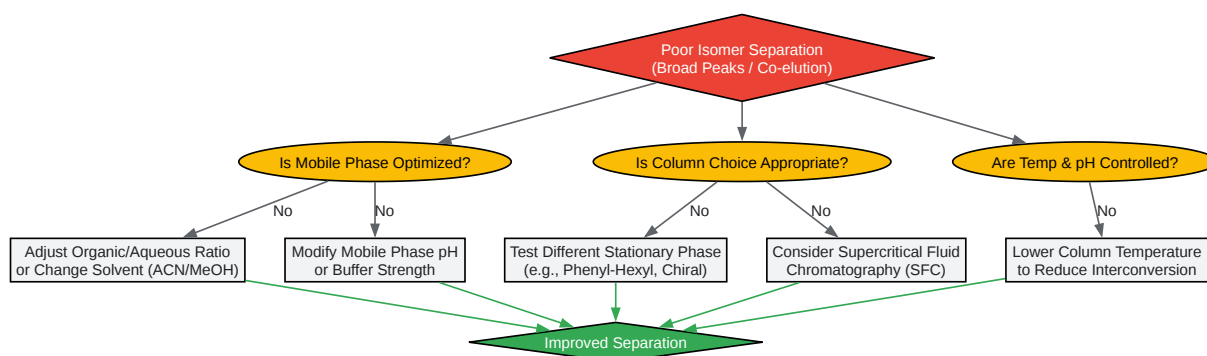 Poor Isomer Separation
(Broad Peaks / Co-elution)
Is Mobile Phase Optimized?
Is Column Choice Appropriate?
Are Temp & pH Controlled?
No
No
No
No
No
Adjust Organic/Aqueous Ratio
or Change Solvent (ACN/MeOH)
Modify Mobile Phase pH
or Buffer Strength
Test Different Stationary Phase
(e.g., Phenyl-Hexyl, Chiral)
Consider Supercritical Fluid
Chromatography (SFC)
Lower Column Temperature
to Reduce Interconversion
Improved Separation